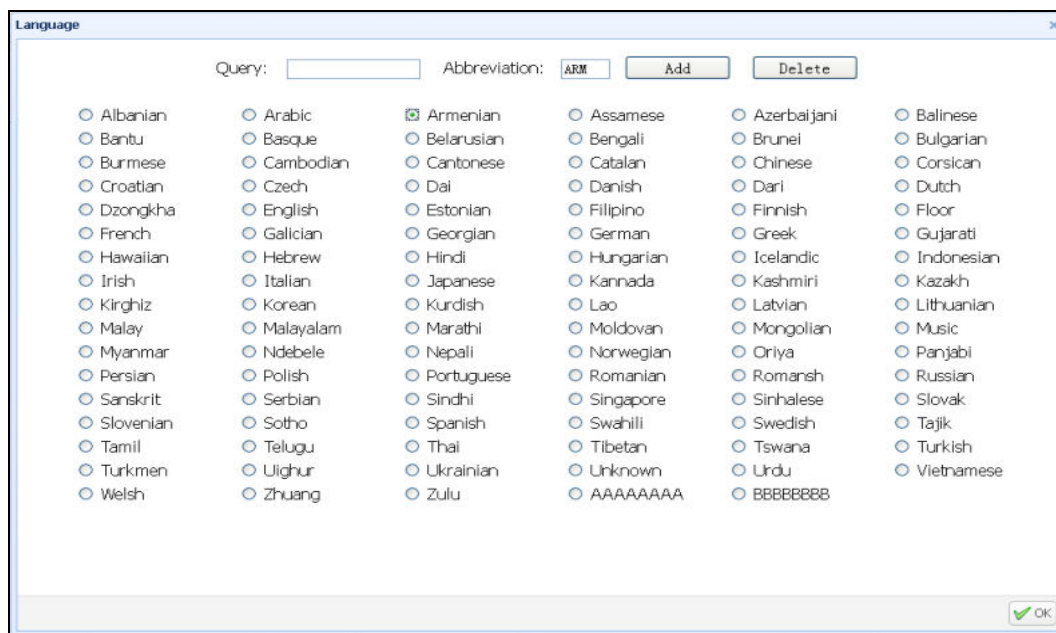 Language
Query: Abbreviation: ARM Add Delete
Albanian Arabic Armenian Assamese Azerbaijani Balinese
Bantu Basque Belarusian Bengali Brunei Bulgarian
Burmese Cambodian Cantonese Catalan Chinese Corsican
Croatian Czech Dai Danish Dari Dutch
Dzongkha English Estonian Filipino Finnish Floor
French Galician Georgian German Greek Gujarati
Hawaiian Hebrew Hindi Hungarian Icelandic Indonesian
Irish Italian Japanese Kannada Kashmiri Kazakh
Kirghiz Korean Kurdish Lao Latvian Lithuanian
Malay Malayalam Marathi Moldovan Mongolian Music
Myanmar Ndebele Nepali Norwegian Oriya Panjabi
Persian Polish Portuguese Romanian Romansh Russian
Sanskrit Serbian Sindhi Singapore Sinhalese Slovak
Slovenian Sotho Spanish Swahili Swedish Tajik
Tamil Telugu Thai Tibetan Tswana Turkish
Turkmen Uighur Ukrainian Unknown Urdu Vietnamese
Welsh Zhuang Zulu AAAAAAAA BBBBBBBB
OK